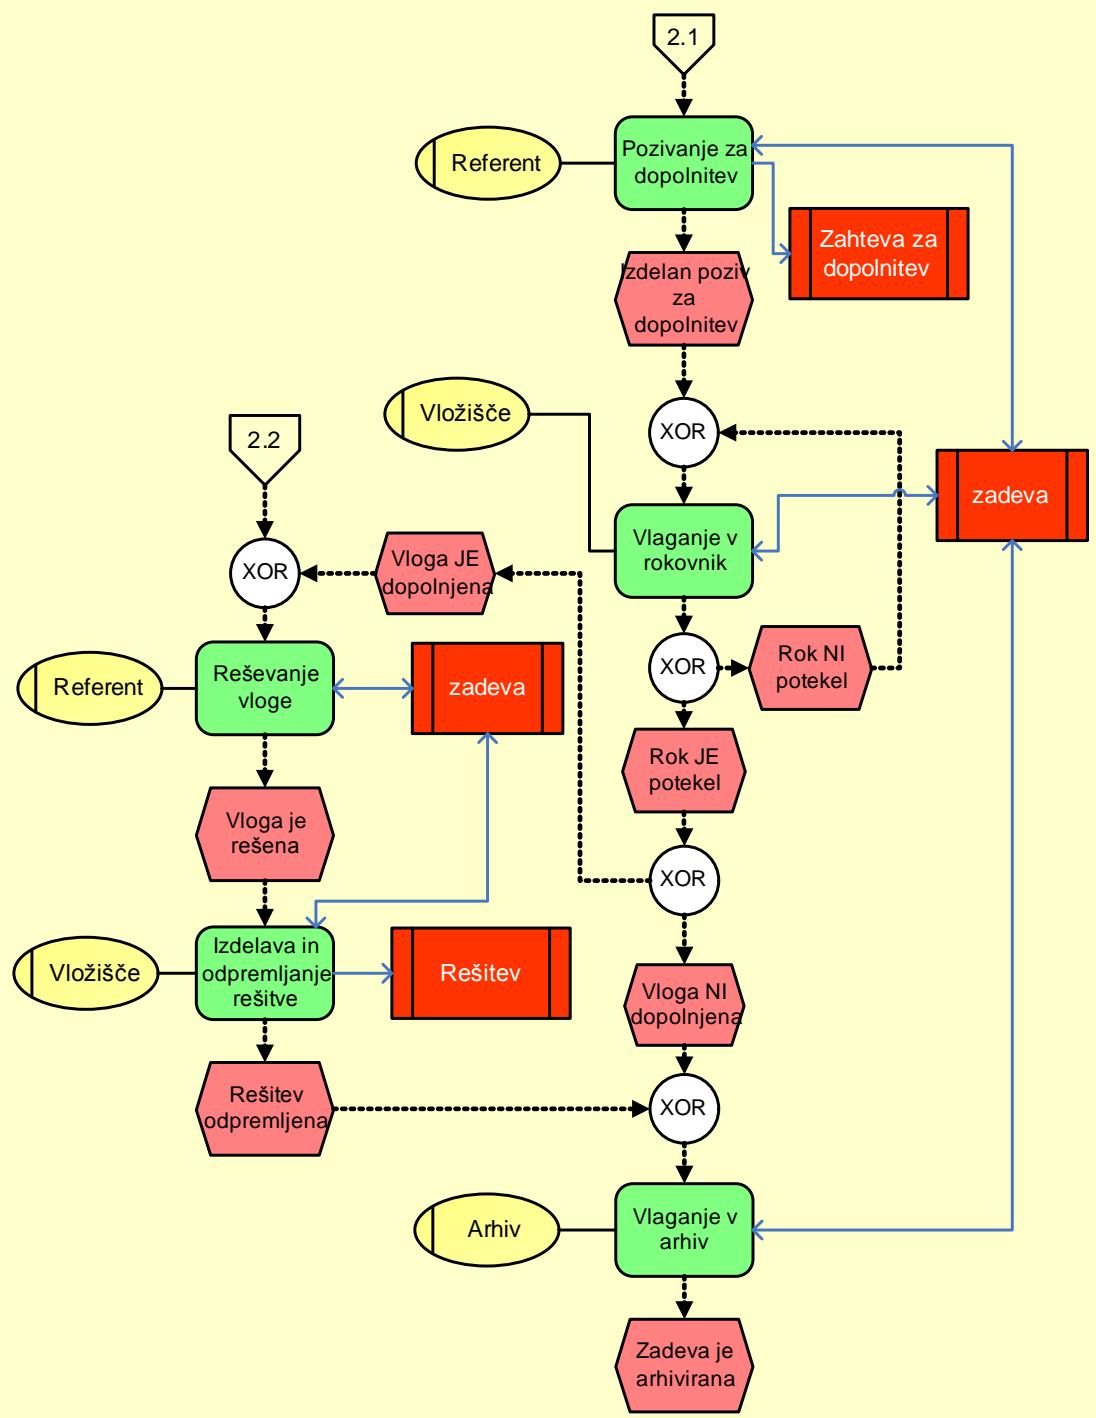 2.1
Referent
Pozivanje za
dopolnitev
Zahteva za
dopolnitev
Izdelan poziv
za
dopolnitev
Vložišče
XOR
2.2
zadeva
Vlaganje v
rokovnik
XOR
Vloga JE
dopolnjena
XOR
Rok NI
potekel
Referent
Reševanje
vloge
zadeva
Rok JE
potekel
Vloga je
rešena
XOR
Vložišče
Izdelava in
odpremljanje
rešitve
Rešitev
Vloga NI
dopolnjena
Rešitev
odpremljena
XOR
Arhiv
Vlaganje v
arhiv
Zadeva je
arhivirana